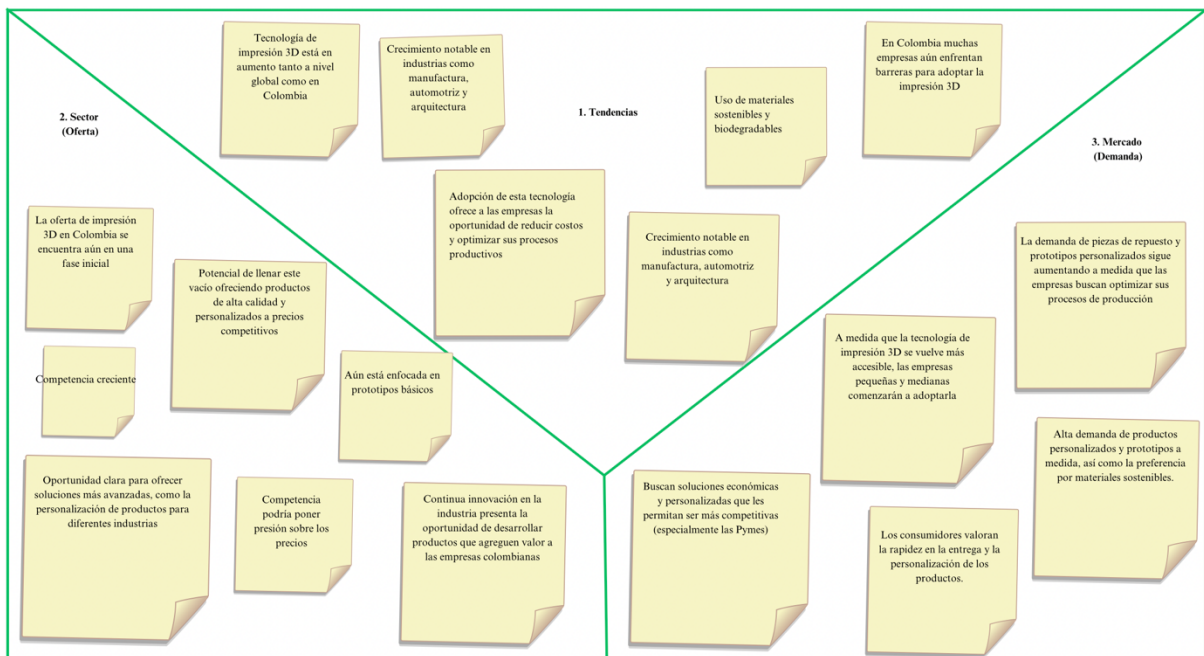 Tecnología de
impresión 3D está en
aumento tanto a nivel
global como en
Colombia
Crecimiento notable en
industrias como
manufactura,
automotriz y
arquitectura
1. Tendencias
Uso de materiales
sostenibles y
biodegradables
En Colombia muchas
empresas aún enfrentan
barreras para adoptar la
impresión 3D
Adopción de esta tecnología
ofrece a las empresas la
oportunidad de reducir costos
y optimizar sus procesos
productivos
Crecimiento notable en
industrias como
manufactura, automotriz
y arquitectura
2. Sector
(Oferta)
La oferta de impresión
3D en Colombia se
encuentra aún en una
fase inicial
Potencial de llenar este
vacío ofreciendo productos
de alta calidad y
personalizados a precios
competitivos
Competencia creciente
Aún está enfocada en
prototipos básicos
Oportunidad clara para ofrecer
soluciones más avanzadas, como la
personalización de productos para
diferentes industrias
Competencia
podría poner
presión sobre los
precios
Continua innovación en la
industria presenta la
oportunidad de desarrollar
productos que agreguen valor a
las empresas colombianas
3. Mercado
(Demanda)
La demanda de piezas de repuesto y
prototipos personalizados sigue
aumentando a medida que las
empresas buscan optimizar sus
procesos de producción
A medida que la tecnología de
impresión 3D se vuelve más
accesible, las empresas
pequeñas y medianas
comenzarán a adoptarla
Alta demanda de productos
personalizados y prototipos a
medida, así como la preferencia
por materiales sostenibles.
Buscan soluciones económicas
y personalizadas que les
permitan ser más competitivas
(especialmente las Pymes)
Los consumidores valoran
la rapidez en la entrega y la
personalización de los
productos.